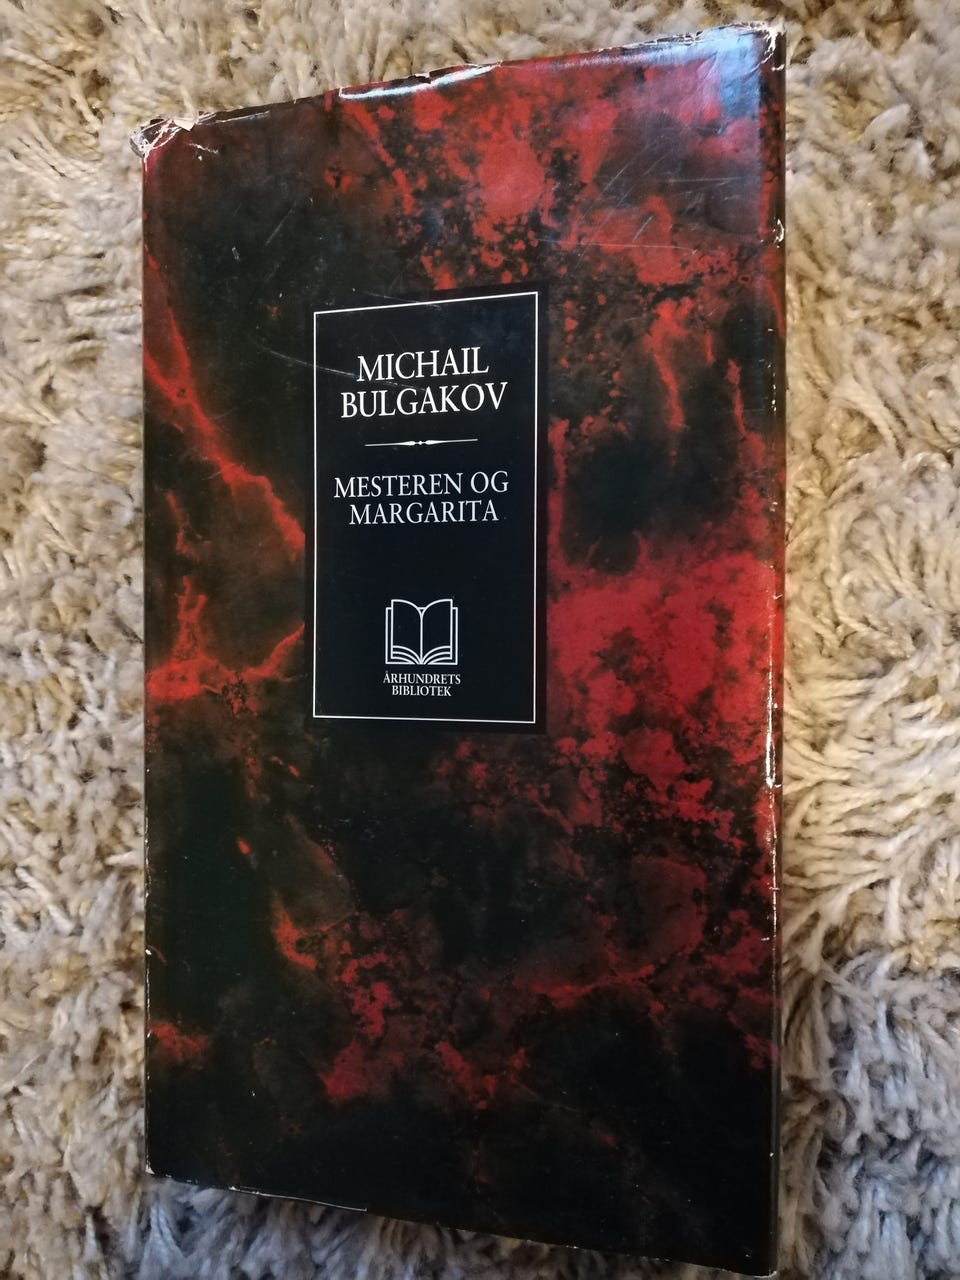 MICHAIL
BULGAKOV
MESTEREN OG
MARGARITA
ÅRHUNDRETS
BIBLIOTEK